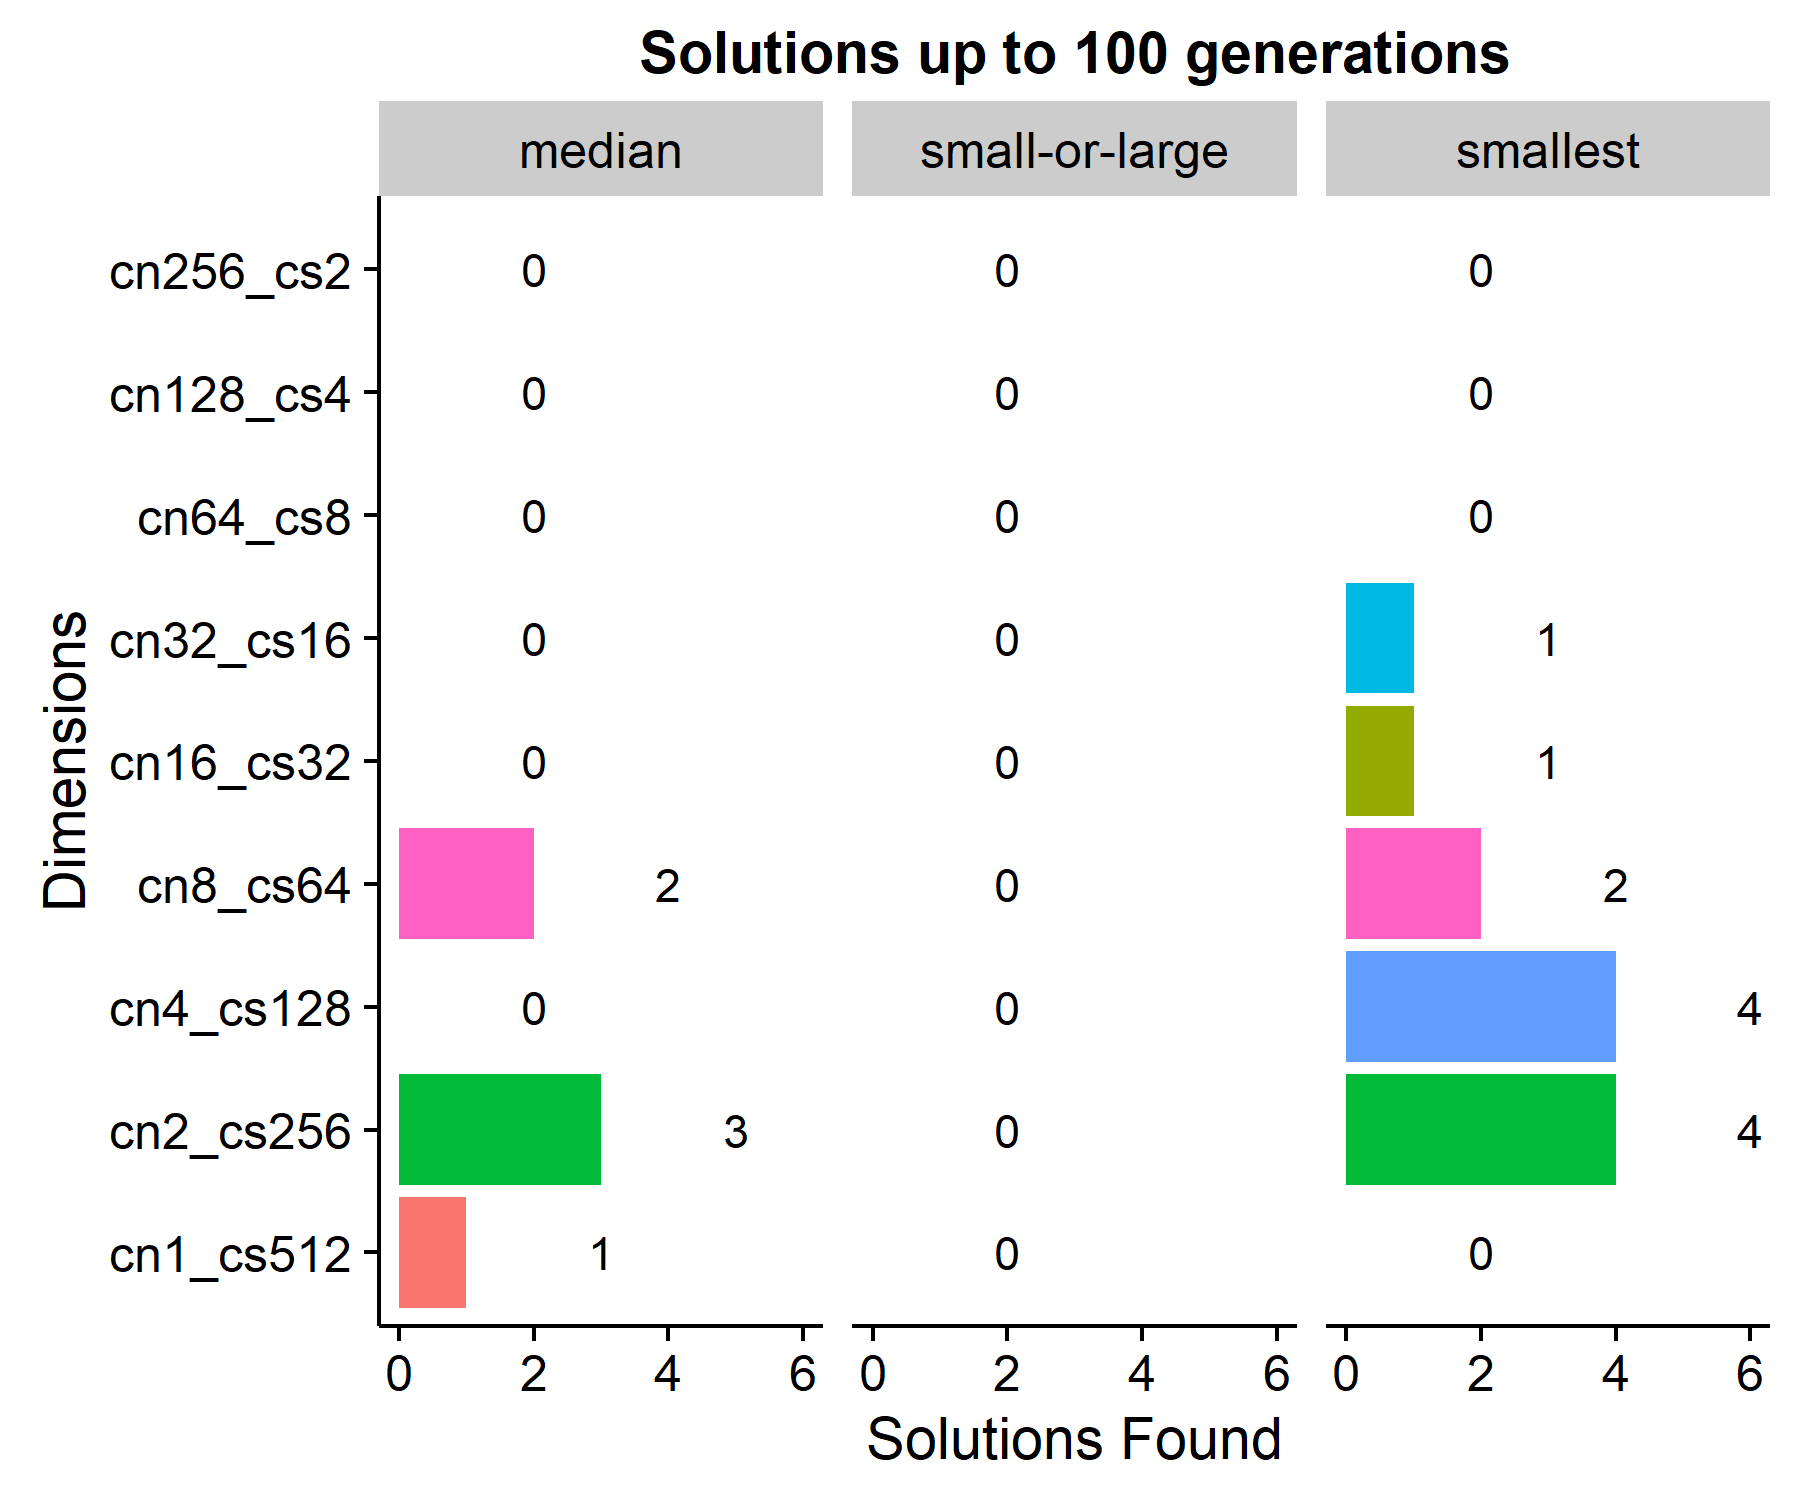 Solutions up to 100 generations
median small-or-large smallest
Dimensions
cn256_cs2 0 0 0
cn128_cs4 0 0 0
cn64_cs8 0 0 0
cn32_cs16 0 0 1
cn16_cs32 0 0 1
cn8_cs64 2 0 2
cn4_cs128 0 0 4
cn2_cs256 3 0 4
cn1_cs512 1 0 0
0 2 4 6 0 2 4 6 0 2 4 6
Solutions Found